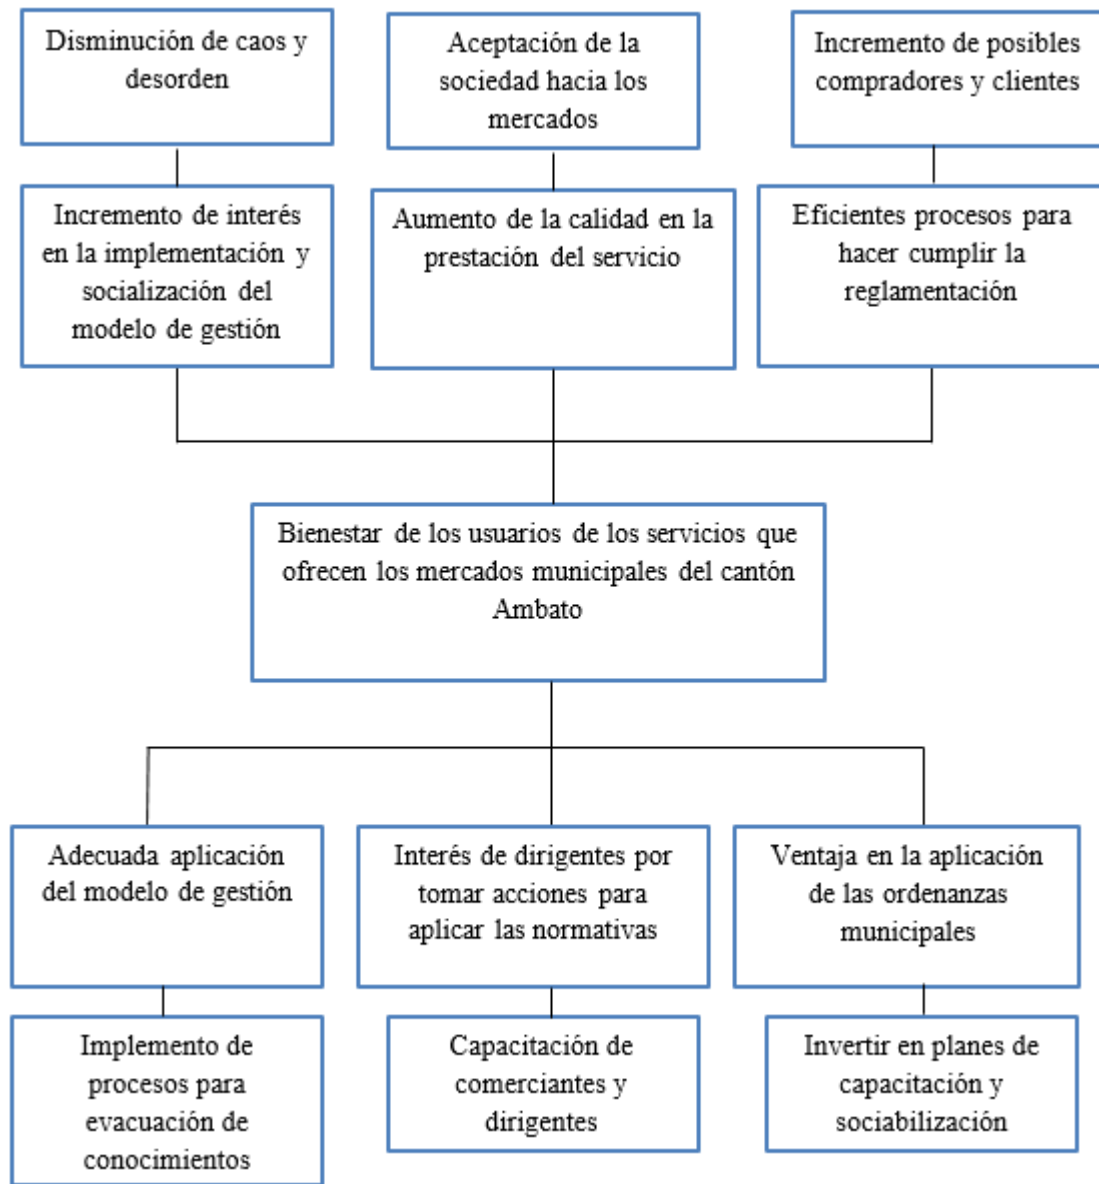 Disminución de caos y
desorden
Aceptación de la
sociedad hacia los
mercados
Incremento de posibles
compradores y clientes
Incremento de interés
en la implementación y
socialización del
modelo de gestión
Aumento de la calidad en la
prestación del servicio
Eficientes procesos para
hacer cumplir la
reglamentación
Bienestar de los usuarios de los servicios que
ofrecen los mercados municipales del cantón
Ambato
Adecuada aplicación
del modelo de gestión
Interés de dirigentes por
tomar acciones para
aplicar las normativas
Ventaja en la aplicación
de las ordenanzas
municipales
Implemento de
procesos para
evacuación de
conocimientos
Capacitación de
comerciantes y
dirigentes
Invertir en planes de
capacitación y
sociabilización